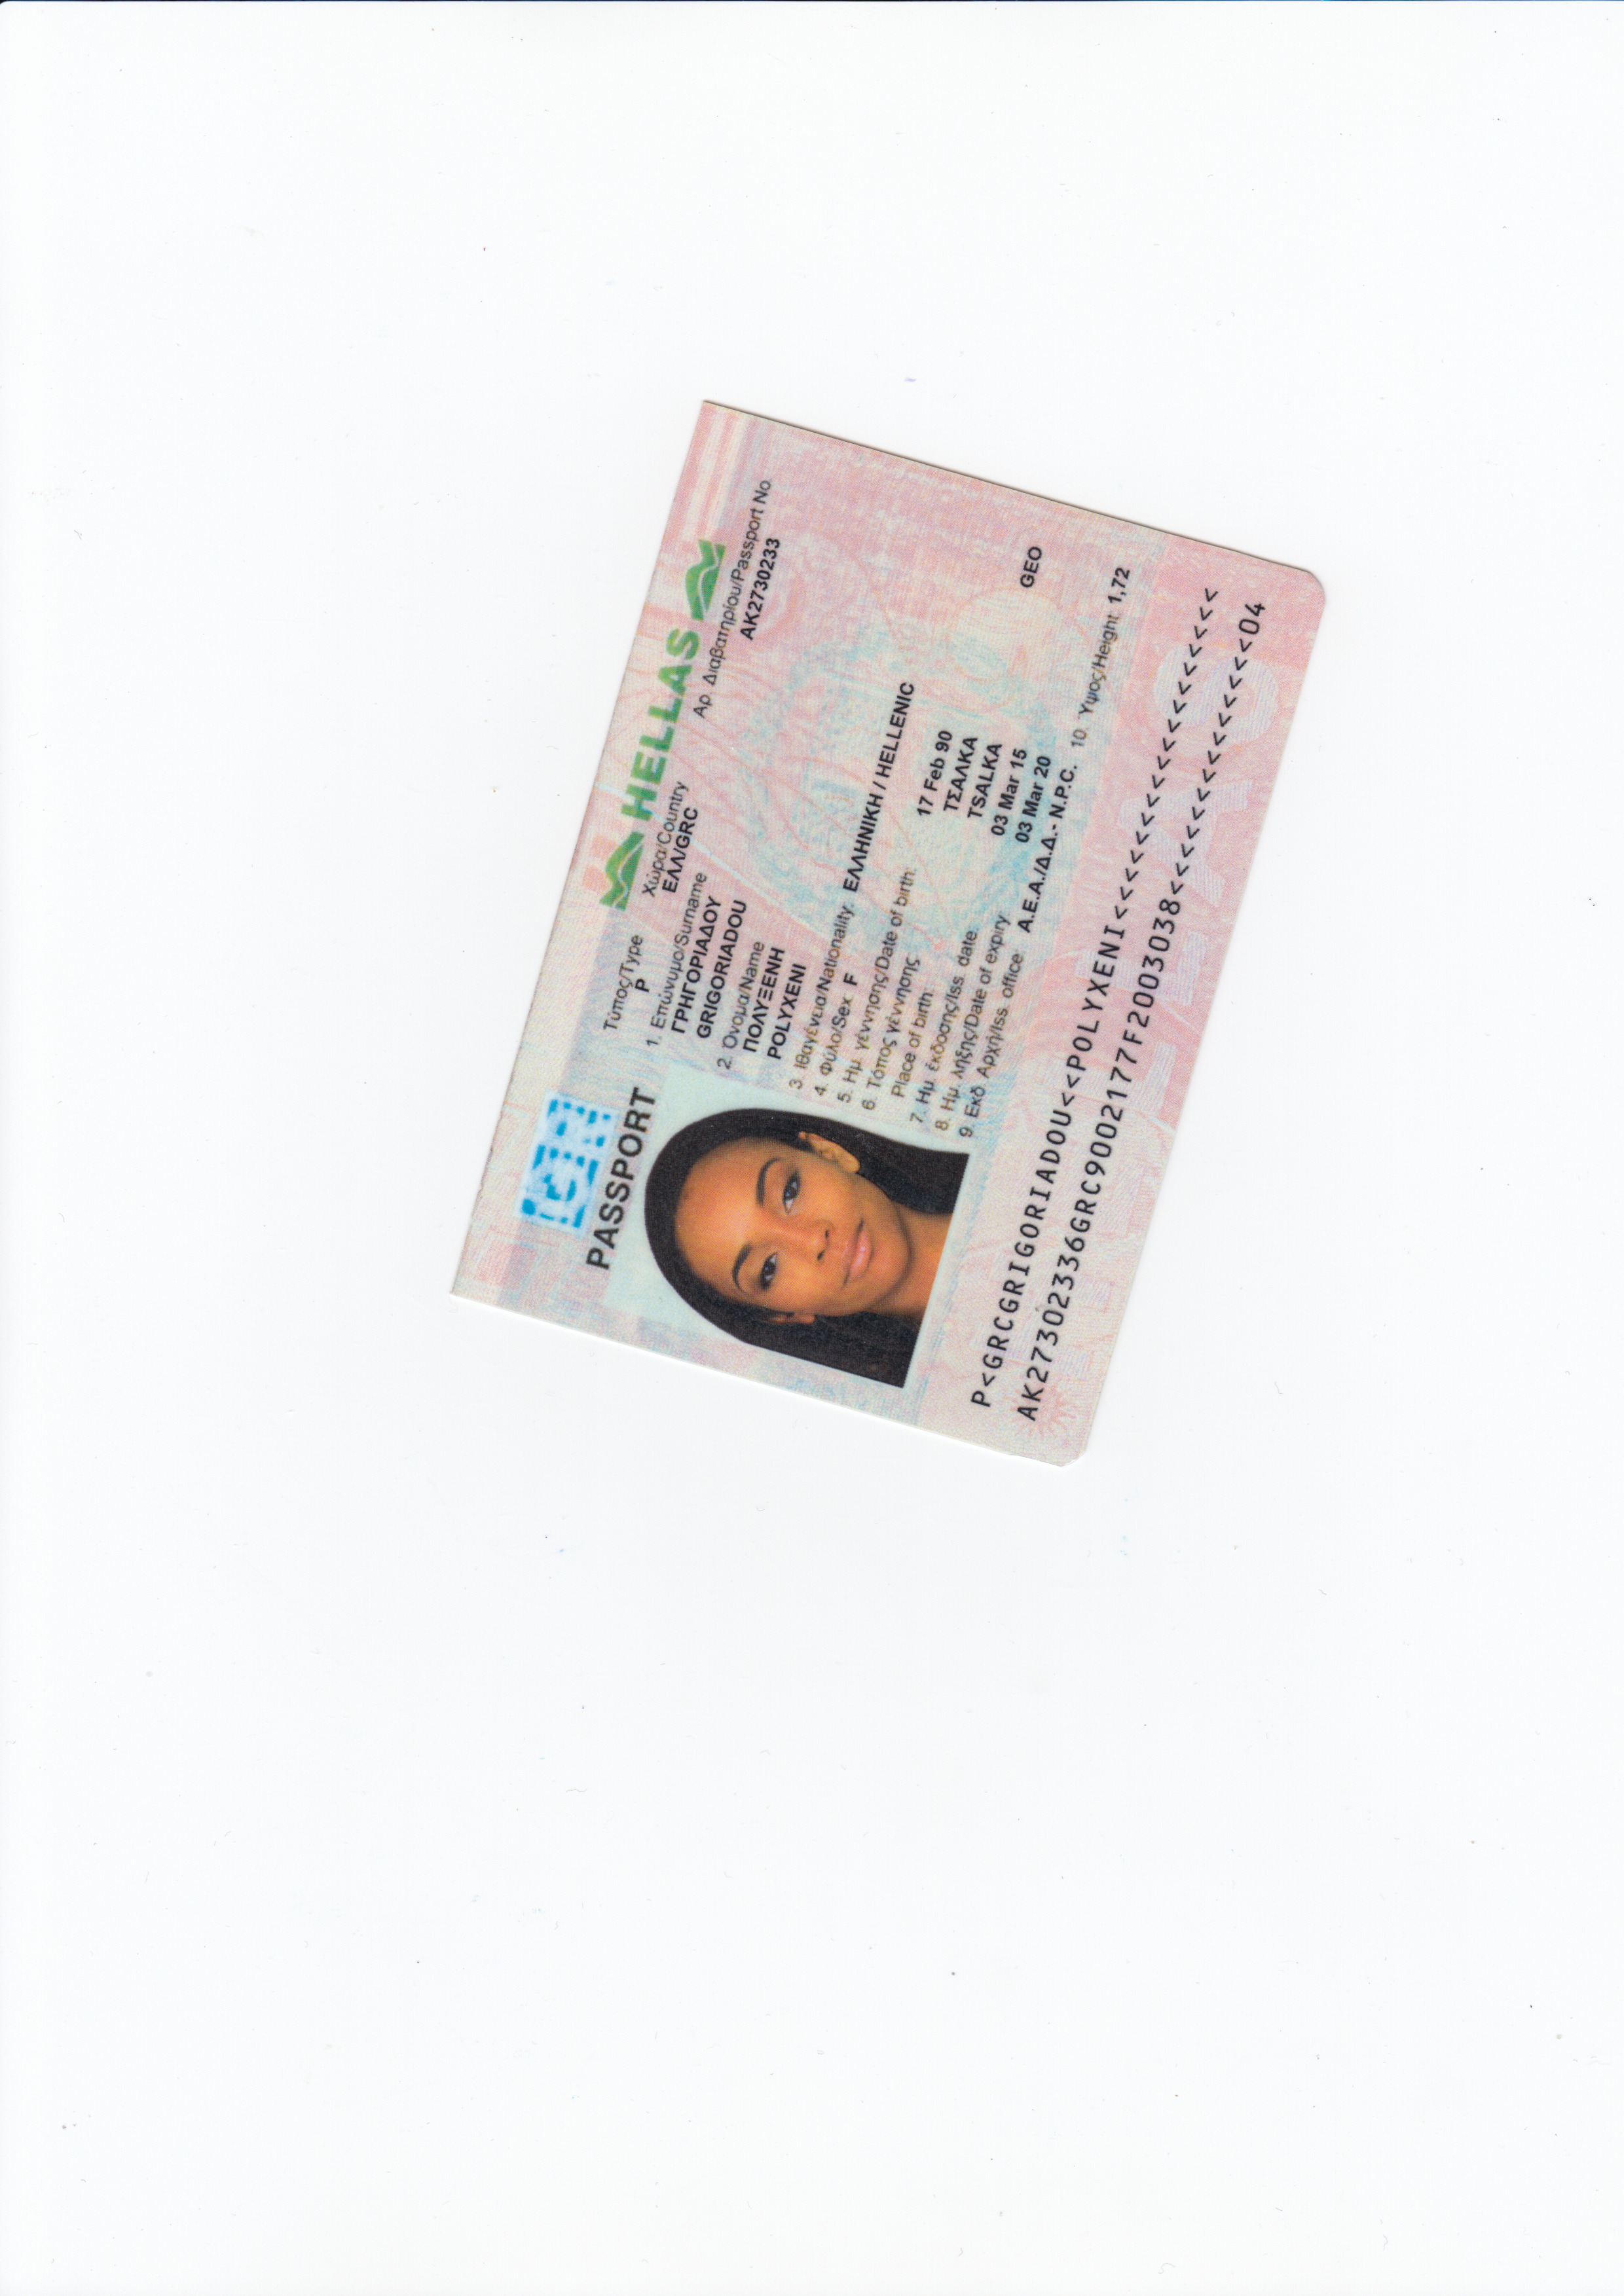 HELLAS
PASSPORT
Τύπος/Type
P
Χώρα/Country
ΕΛΛ/GRC
Αρ. Διαβατηρίου/Passport No
AK2730233
1. Επώνυμο/Surname
ΓΡΗΓΟΡΙΑΔΟΥ
GRIGORIADOU
2. Όνομα/Name
ΠΟΛΥΞΕΝΗ
POLYXENI
3. Ιθαγένεια/Nationality. ΕΛΛΗΝΙΚΗ / HELLENIC
4. Φύλο/Sex F
5. Ημ. γέννησης/Date of birth. 17 Feb 90
6. Τόπος γέννησης ΤΣΑΛΚΑ
Place of birth. TSALKA GEO
7. Ημ. έκδοσης/Iss. date. 03 Mar 15
8. Ημ. λήξης/Date of expiry 03 Mar 20
9. Εκδ. Αρχή/Iss. office. Α.Ε.Α./Δ.Δ.- N.P.C. 10. Υψος/Height 1,72
P<GRCGRIGORIADOU<<POLYXENI<<<<<<<<<<<<<<<<<<
AK27302336GRC9002177F2003038<<<<<<<<<<<<<<04